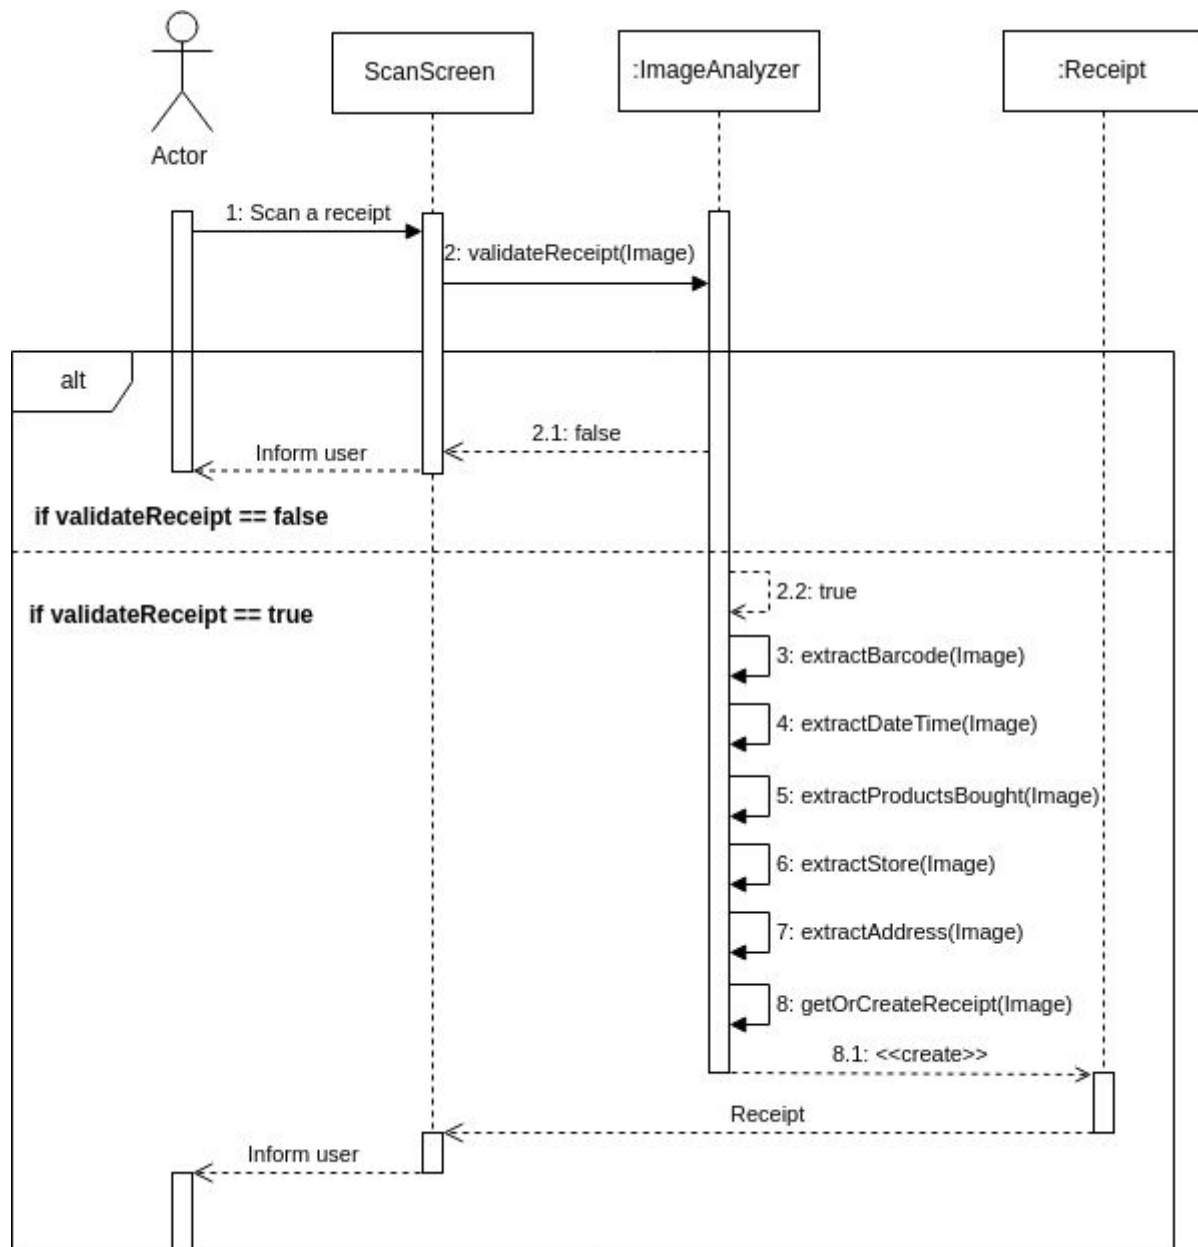 ScanScreen
:ImageAnalyzer
:Receipt
Actor
1: Scan a receipt
2: validateReceipt(Image)
alt
2.1: false
Inform user
if validateReceipt == false
2.2: true
if validateReceipt == true
3: extractBarcode(Image)
4: extractDateTime(Image)
5: extractProductsBought(Image)
6: extractStore(Image)
7: extractAddress(Image)
8: getOrCreateReceipt(Image)
8.1: <<create>>
Receipt
Inform user